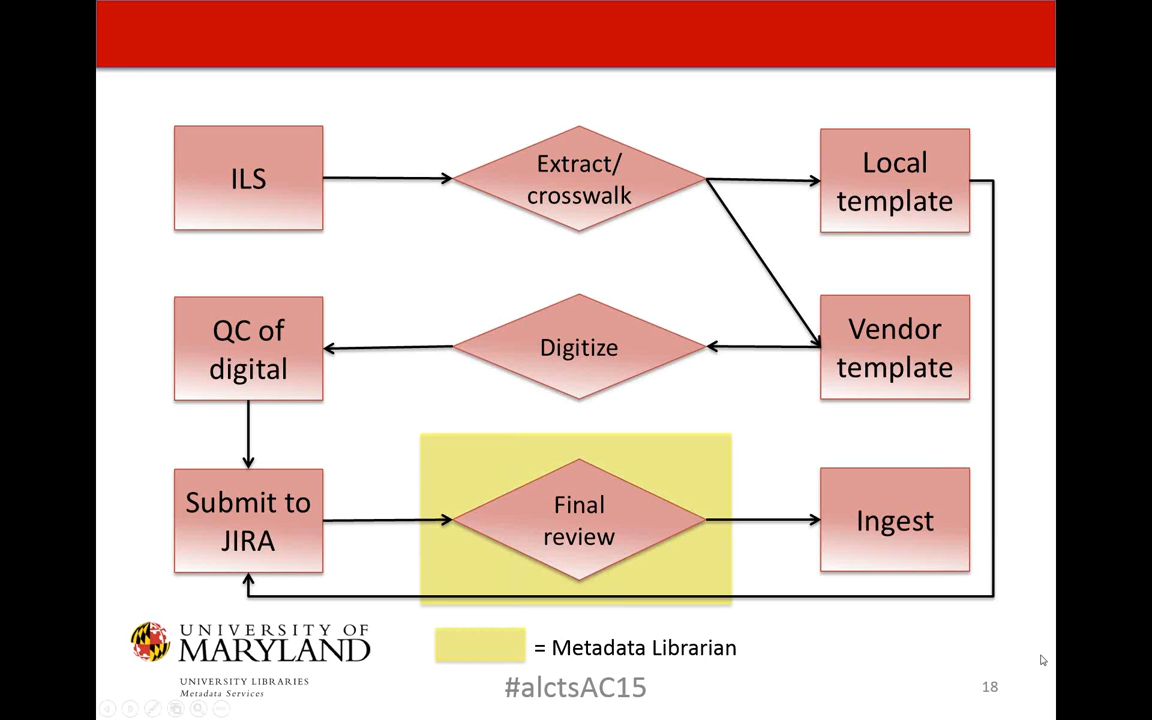 ILS
Extract/
crosswalk
Local
template
QC of
digital
Digitize
Vendor
template
Submit to
JIRA
Final
review
Ingest
UNIVERSITY OF
MARYLAND
UNIVERSITY LIBRARIES
Metadata Services
= Metadata Librarian
#alctsAC15
18